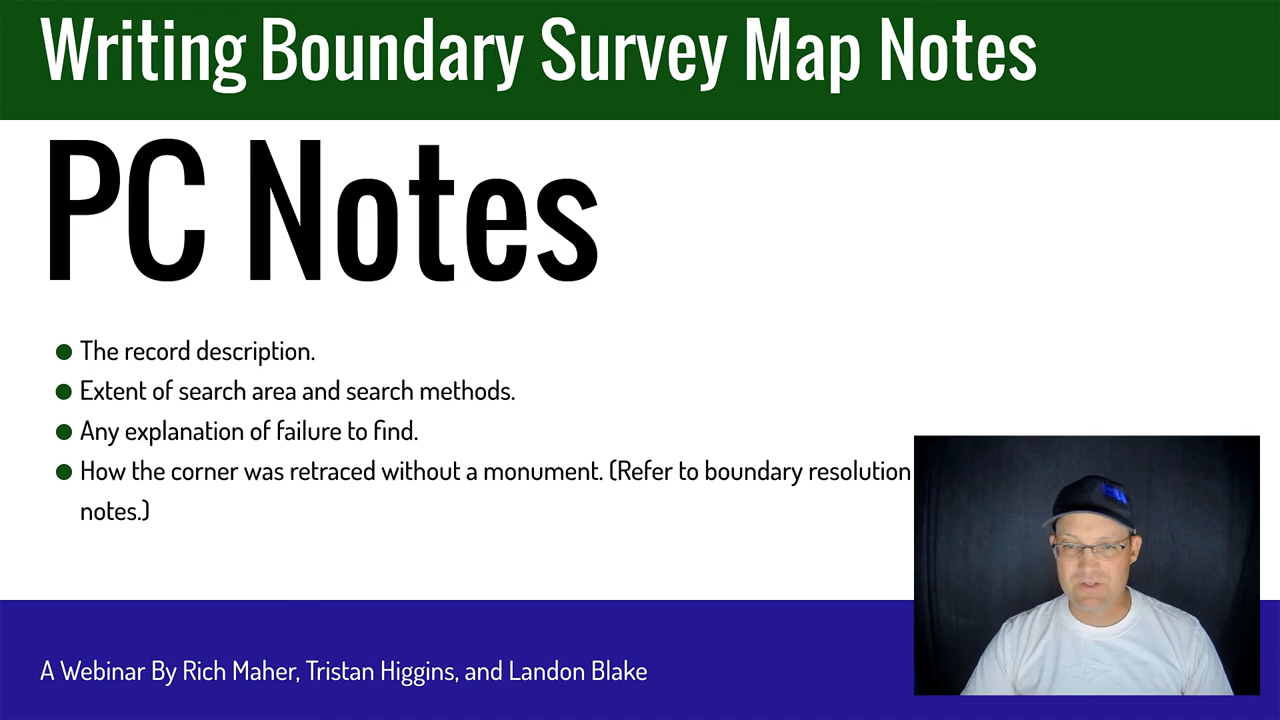 Writing Boundary Survey Map Notes
PC Notes
The record description.
Extent of search area and search methods.
Any explanation of failure to find.
How the corner was retraced without a monument. (Refer to boundary resolution
notes.)
A Webinar By Rich Maher, Tristan Higgins, and Landon Blake